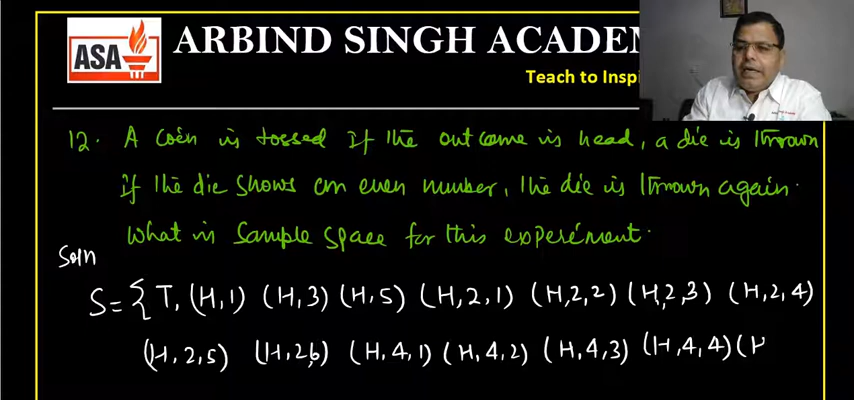 ASA
ARBIND SINGH ACADEM
Teach to Inspi
12. A coin is tossed if the outcome is head, a die is thrown
if the die shows an even number, the die is thrown again.
What is sample space for this experiment.
Soln
S = { T, (H,1) (H,3) (H,5) (H,2,1) (H,2,2) (H,2,3) (H,2,4)
(H,2,5) (H,2,6) (H,4,1) (H,4,2) (H,4,3) (H,4,4) (H